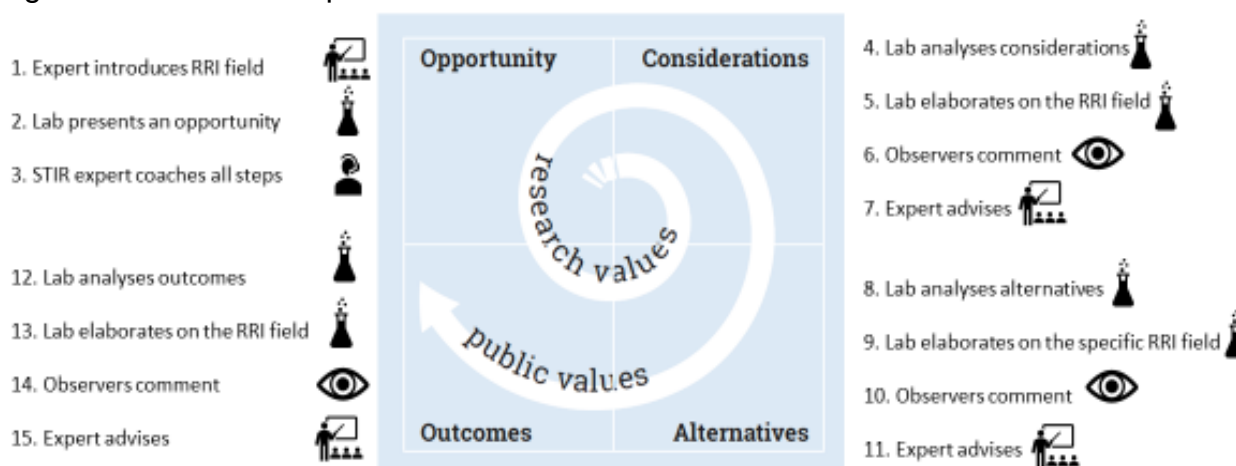 1. Expert introduces RRI field
2. Lab presents an opportunity
3. STIR expert coaches all steps
Opportunity
Considerations
4. Lab analyses considerations
5. Lab elaborates on the RRI field
6. Observers comment
7. Expert advises
research values
public values
12. Lab analyses outcomes
13. Lab elaborates on the RRI field
14. Observers comment
15. Expert advises
Outcomes
Alternatives
8. Lab analyses alternatives
9. Lab elaborates on the specific RRI field
10. Observers comment
11. Expert advises